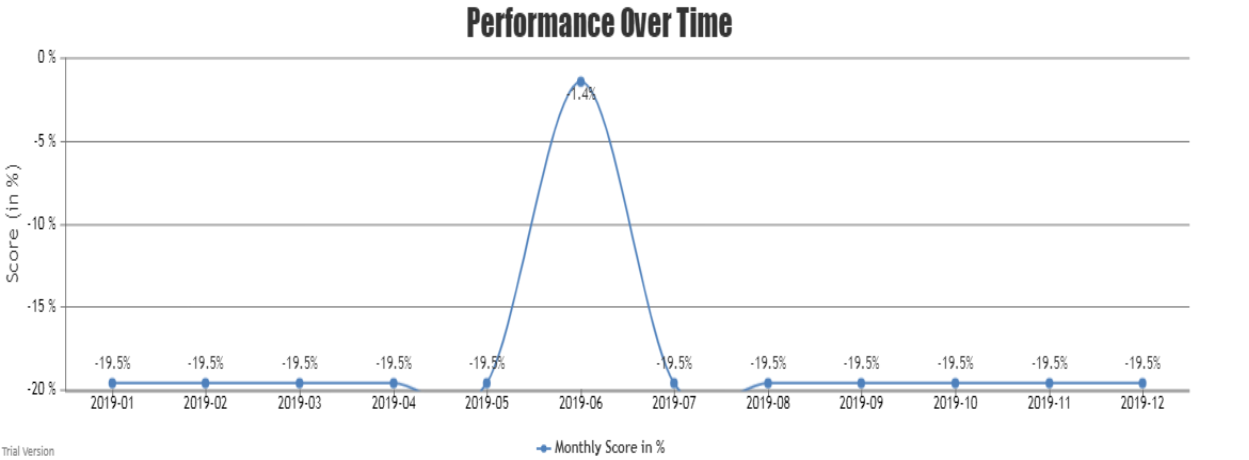 Performance Over Time
0 %
-5 %
-10 %
-15 %
-20 %
Score (in %)
-1.4%
-19.5% -19.5% -19.5% -19.5% -19.5% -19.5% -19.5% -19.5% -19.5% -19.5% -19.5%
2019-01 2019-02 2019-03 2019-04 2019-05 2019-06 2019-07 2019-08 2019-09 2019-10 2019-11 2019-12
Monthly Score in %
Trial Version